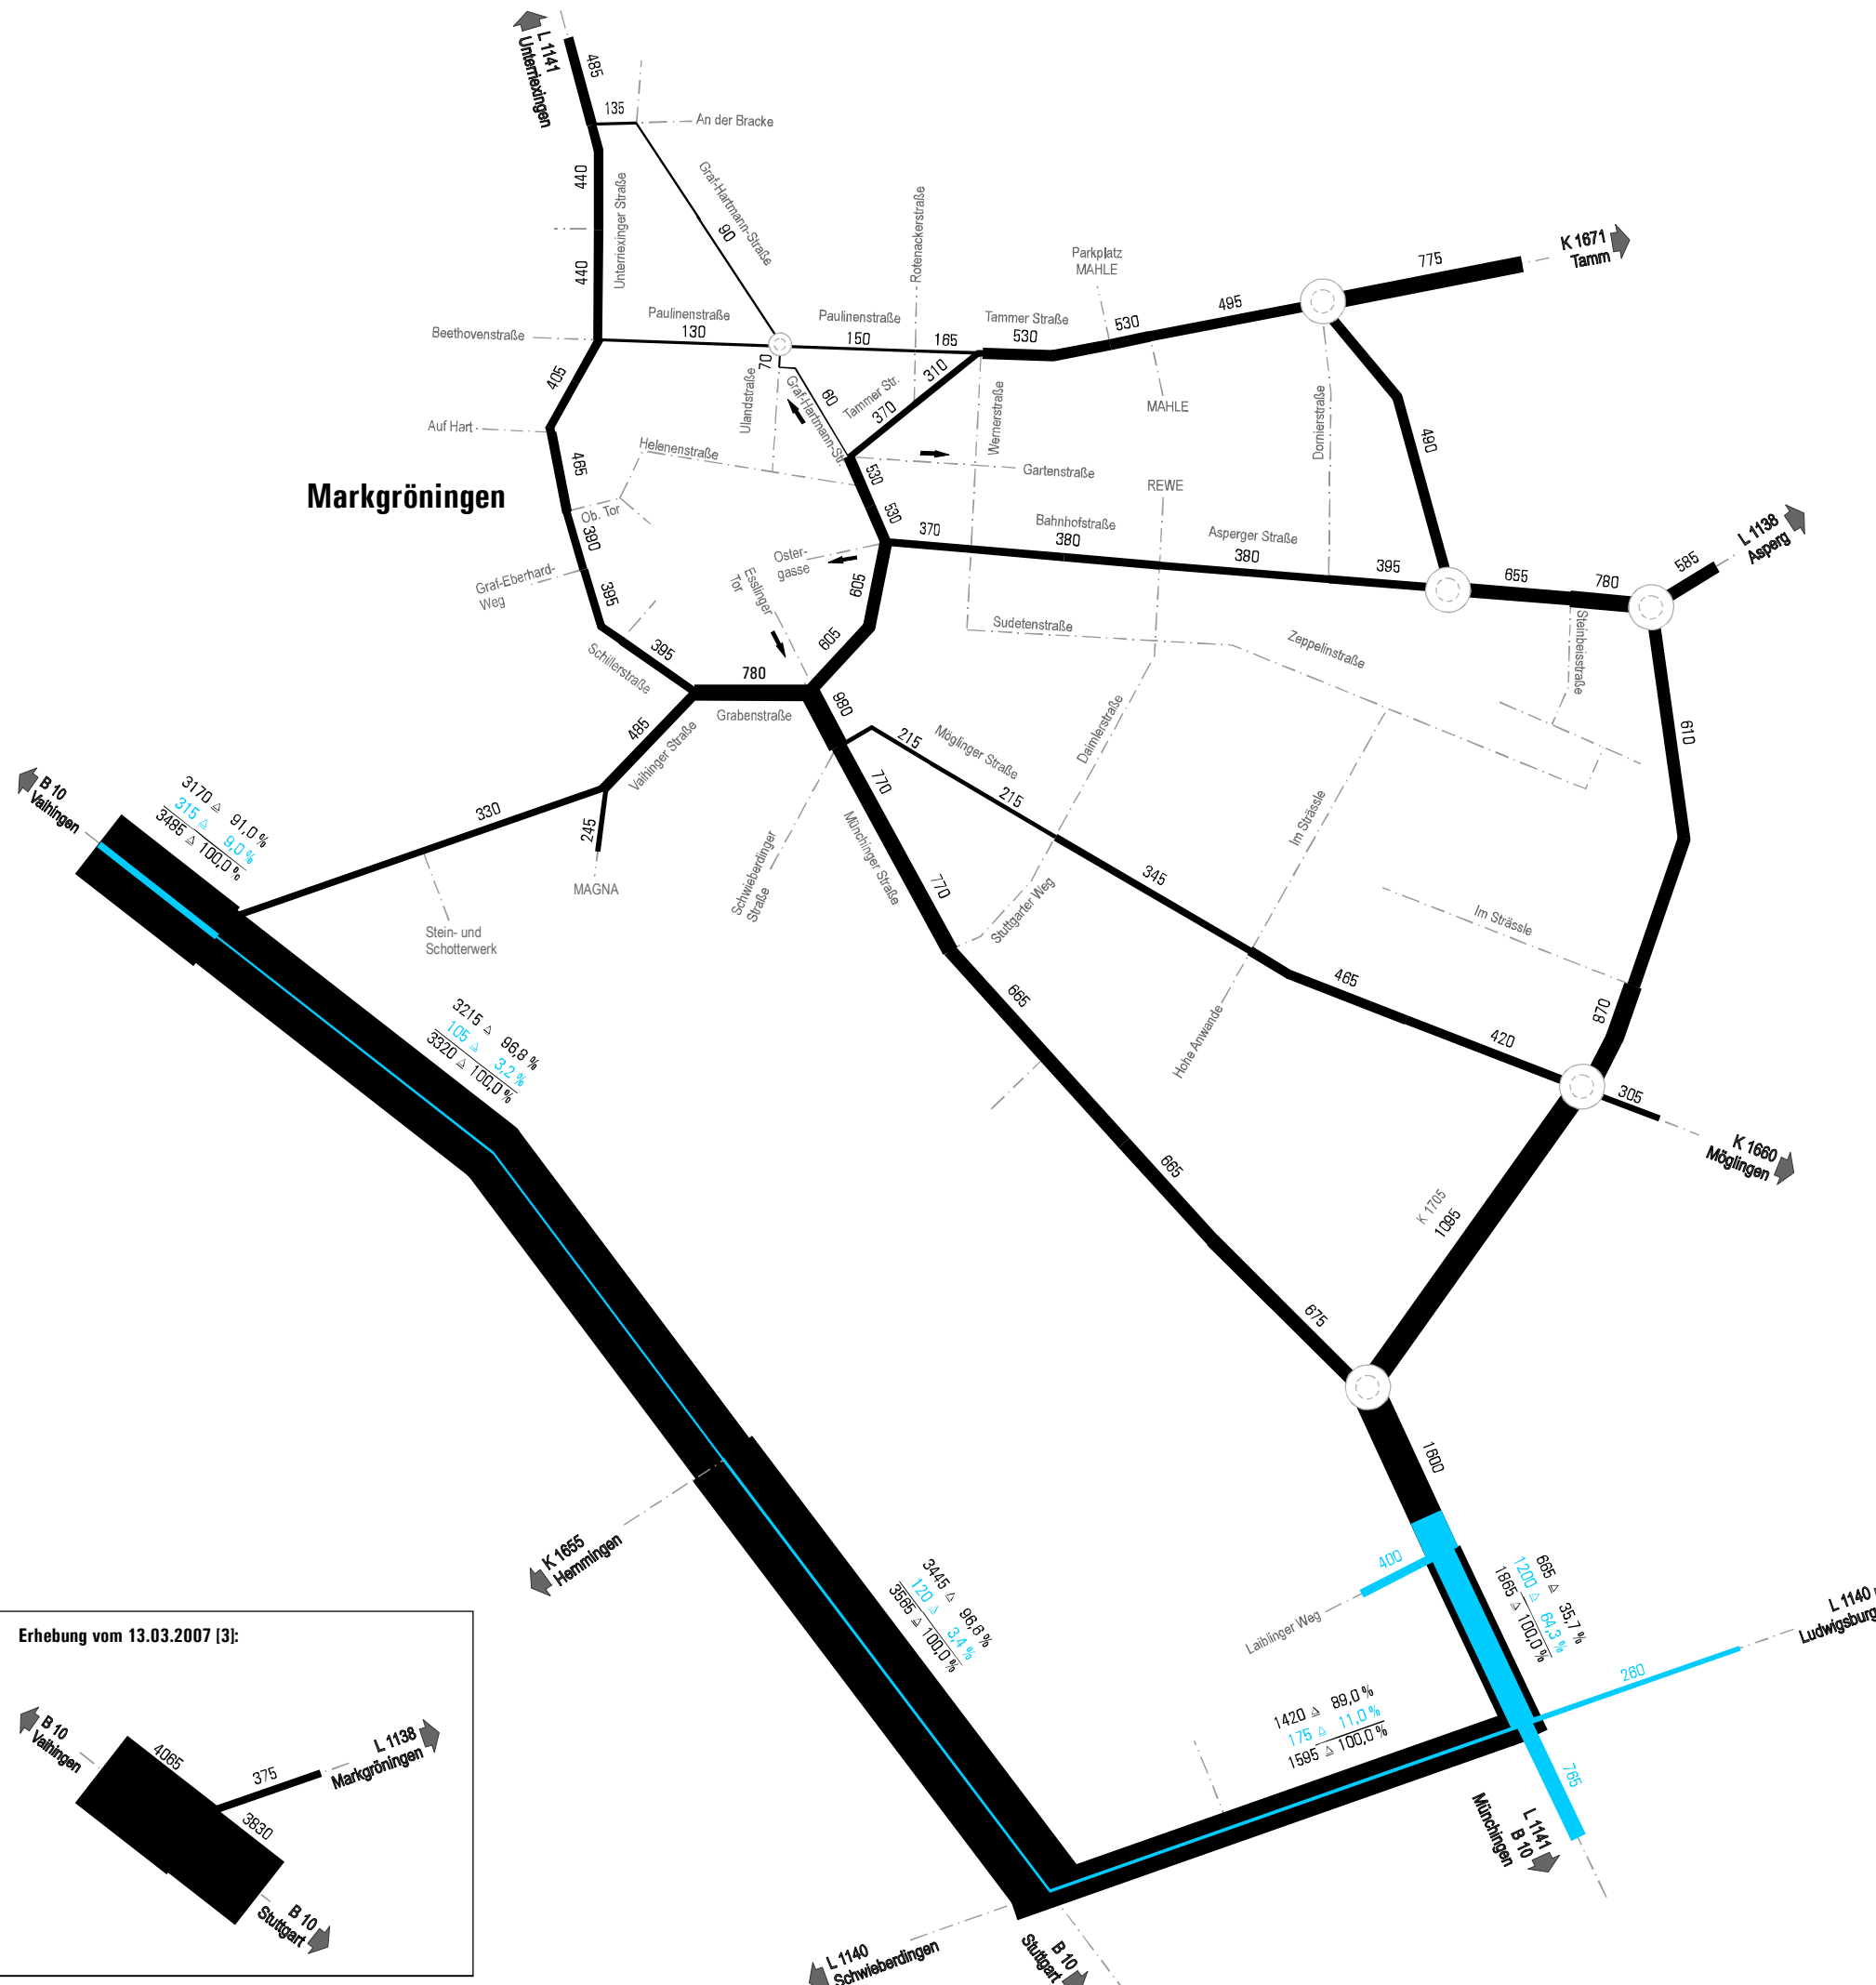 L 1141
Unterriexingen
485
135
An der Bracke
440
Unterriexinger Straße
440
Graf-Hartmann-Straße
90
Rotenackerstraße
Parkplatz
MAHLE
775
K 1671
Tamm
Beethovenstraße
Paulinenstraße
130
Paulinenstraße
150
165
Tammer Straße
530
530
495
405
70
Ulandstraße
Graf-Hartmann-Str.
60
Tammer Str.
310
370
Wernerstraße
MAHLE
Dornierstraße
490
Auf Hart
Helenenstraße
465
530
Gartenstraße
REWE
Markgröningen
Ob. Tor
390
530
370
Bahnhofstraße
380
Asperger Straße
380
395
655
780
585
L 1138
Asperg
Graf-Eberhard-
Weg
395
Oster-
gasse
Esslinger
Tor
605
605
Sudetenstraße
Zeppelinstraße
Steinbeisstraße
395
Schillerstraße
780
Grabenstraße
980
485
Vaihinger Straße
215
Möglinger Straße
Daimlerstraße
610
B 10
Vaihingen
3170 △ 91,0 %
315 △ 9,0 %
3485 △ 100,0 %
330
245
MAGNA
770
215
Münchinger Straße
Schwieberdinger
Straße
Im Strässle
345
770
Stuttgarter Weg
Im Strässle
Stein- und
Schotterwerk
465
870
3215 △ 96,8 %
105 △ 3,2 %
3320 △ 100,0 %
665
Hohe Anwande
420
305
K 1660
Möglingen
665
K 1705
1095
675
1600
K 1655
Hemmingen
3445 △ 96,6 %
120 △ 3,4 %
3565 △ 100,0 %
400
Laiblinger Weg
665 △ 35,7 %
1200 △ 64,3 %
1865 △ 100,0 %
L 1140
Ludwigsburg
260
1420 △ 89,0 %
175 △ 11,0 %
1595 △ 100,0 %
765
L 1141
B 10
Münchingen
L 1140
Schwieberdingen
B 10
Stuttgart
Erhebung vom 13.03.2007 [3]:
B 10
Vaihingen
4065
375
L 1138
Markgröningen
3830
B 10
Stuttgart